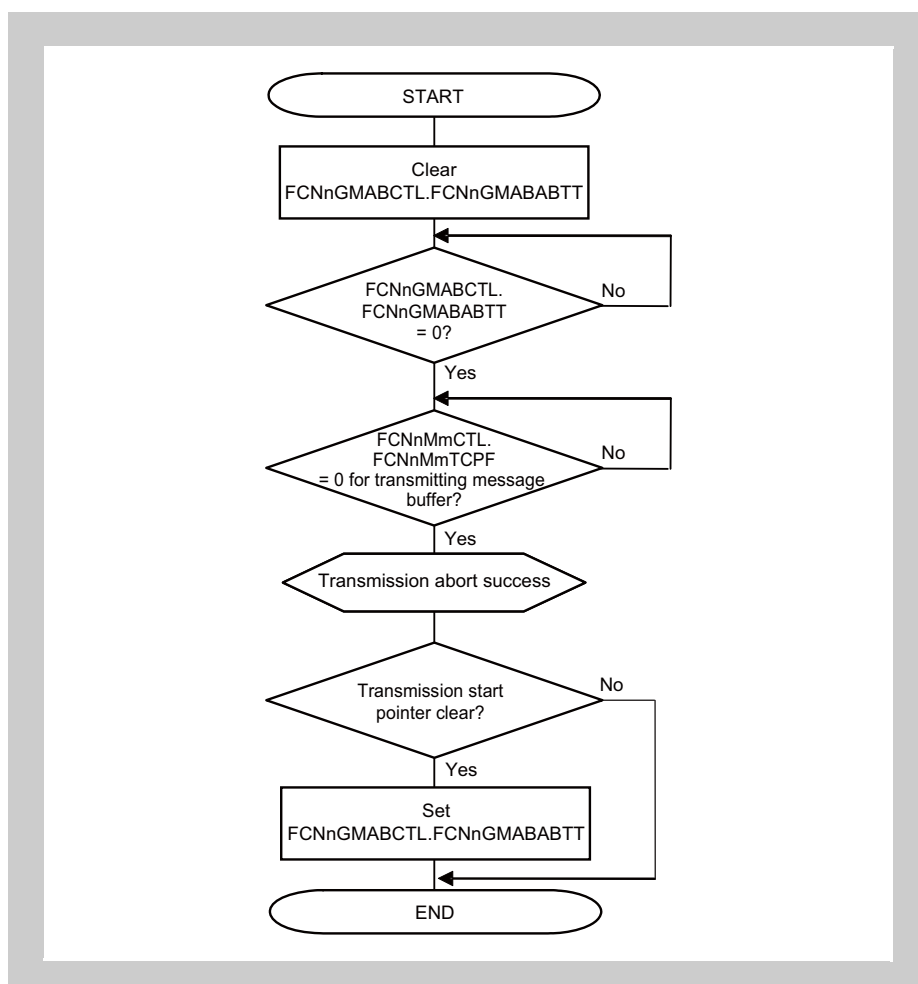 START
Clear
FCNnGMABCTL.FCNnGMABABTT
FCNnGMABCTL.
FCNnGMABABTT
= 0?
No
Yes
FCNnMmCTL.
FCNnMmTCPF
= 0 for transmitting message
buffer?
No
Yes
Transmission abort success
Transmission start
pointer clear?
No
Yes
Set
FCNnGMABCTL.FCNnGMABABTT
END